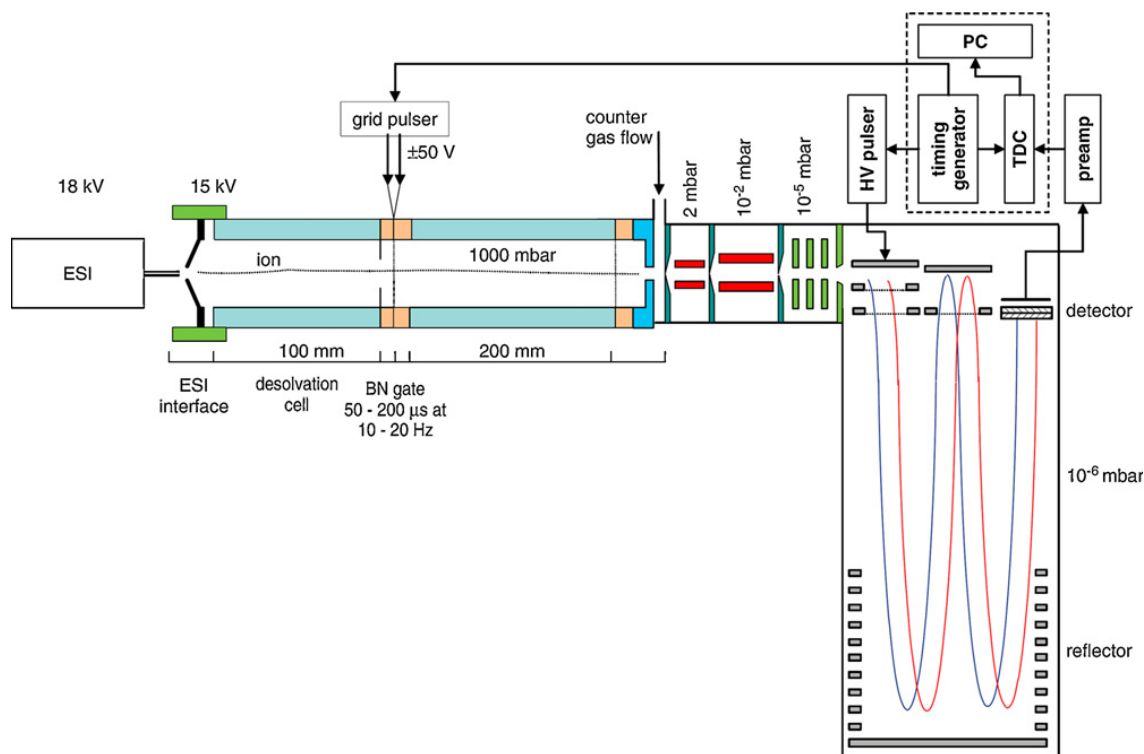 PC
grid pulser
±50 V
counter
gas flow
2 mbar
10⁻² mbar
10⁻⁵ mbar
HV pulser
timing
generator
TDC
preamp
18 kV
15 kV
ESI
ion
1000 mbar
detector
100 mm
200 mm
ESI
interface
desolvation
cell
BN gate
50 - 200 µs at
10 - 20 Hz
10⁻⁶ mbar
reflector